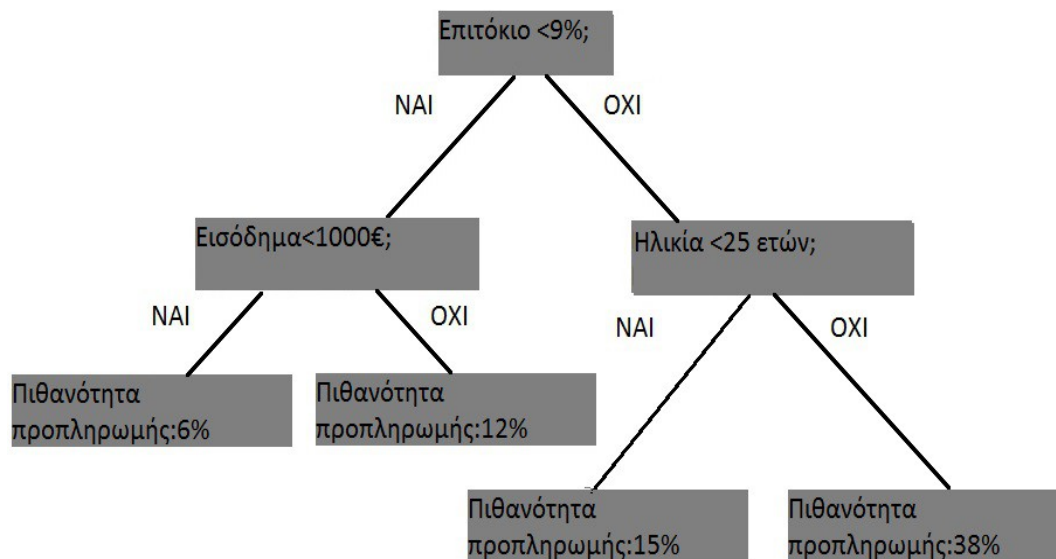 Επιτόκιο <9%;
ΝΑΙ
ΟΧΙ
Εισόδημα<1000€;
Ηλικία <25 ετών;
ΝΑΙ
ΟΧΙ
ΝΑΙ
ΟΧΙ
Πιθανότητα
προπληρωμής:6%
Πιθανότητα
προπληρωμής:12%
Πιθανότητα
προπληρωμής:15%
Πιθανότητα
προπληρωμής:38%